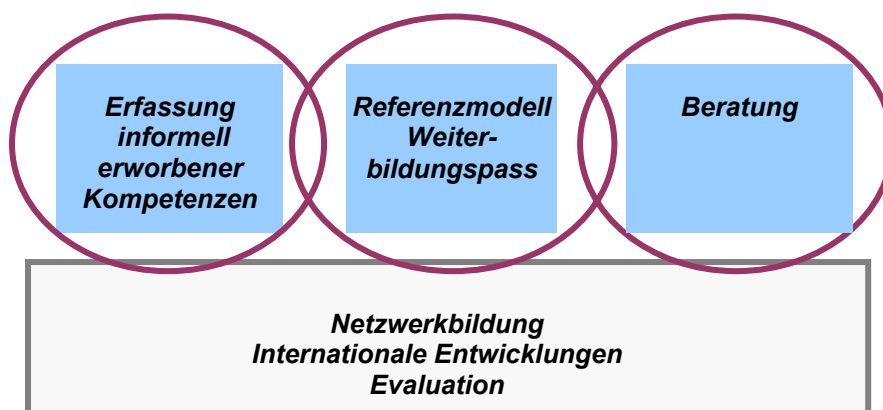 Erfassung
informell
erworbener
Kompetenzen
Referenzmodell
Weiter-
bildungspass
Beratung
Netzwerkbildung
Internationale Entwicklungen
Evaluation